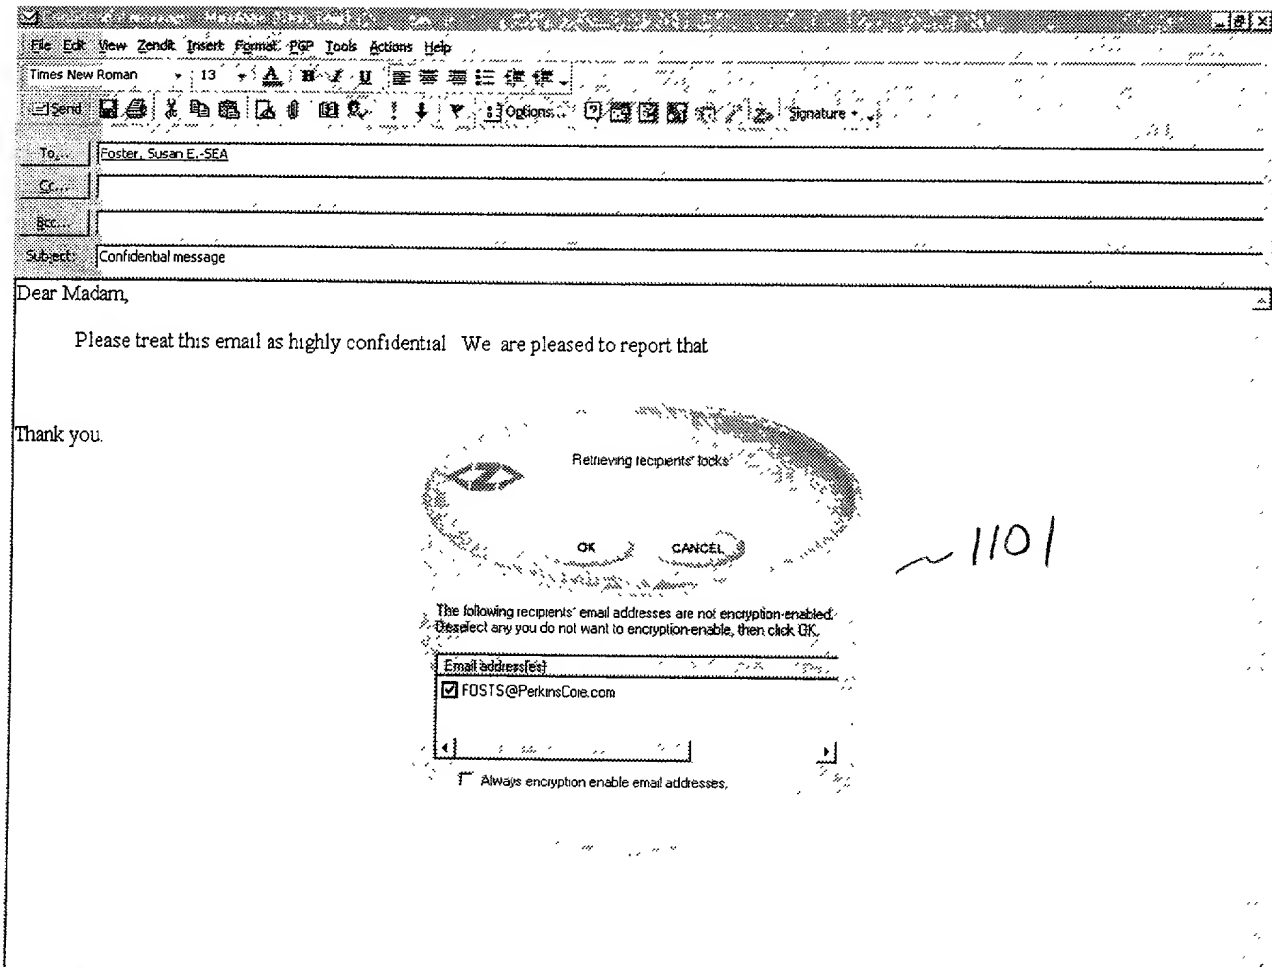 File Edit View Zendit Insert Format PGP Tools Actions Help
Times New Roman 13 A B I U
Send Options... Signature
To... Foster, Susan E.-SEA
Cc...
Bcc...
Subject: Confidential message
Dear Madam,
Please treat this email as highly confidential We are pleased to report that
Thank you.
Retrieving recipients' locks
Z
OK CANCEL
1101
The following recipients' email addresses are not encryption-enabled.
Deselect any you do not want to encryption-enable, then click OK.
Email address(es)
FOSTS@PerkinsCoie.com
Always encryption enable email addresses.